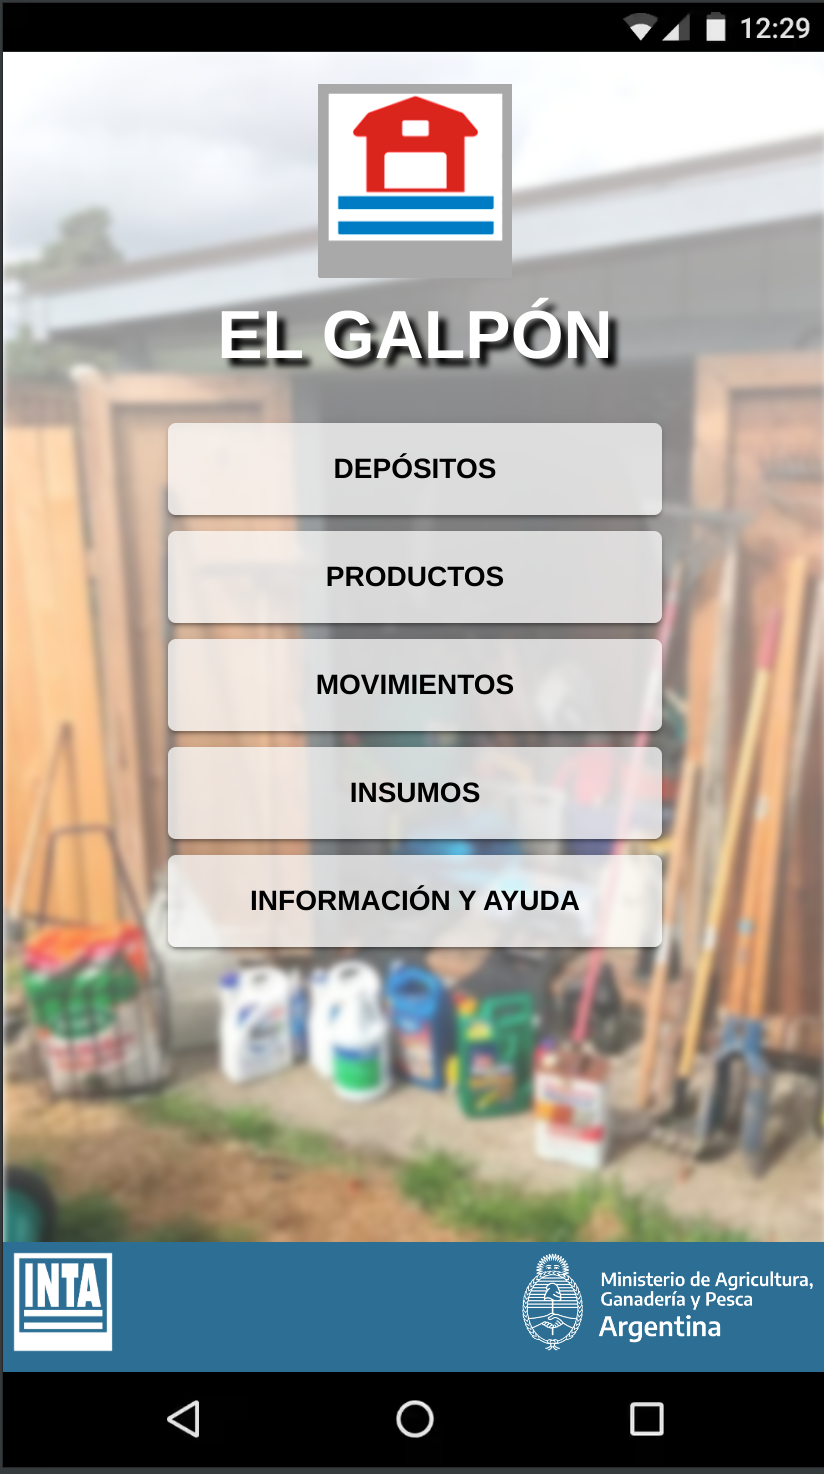 12:29
EL GALPÓN
DEPÓSITOS
PRODUCTOS
MOVIMIENTOS
INSUMOS
INFORMACIÓN Y AYUDA
INTA
Ministerio de Agricultura,
Ganadería y Pesca
Argentina